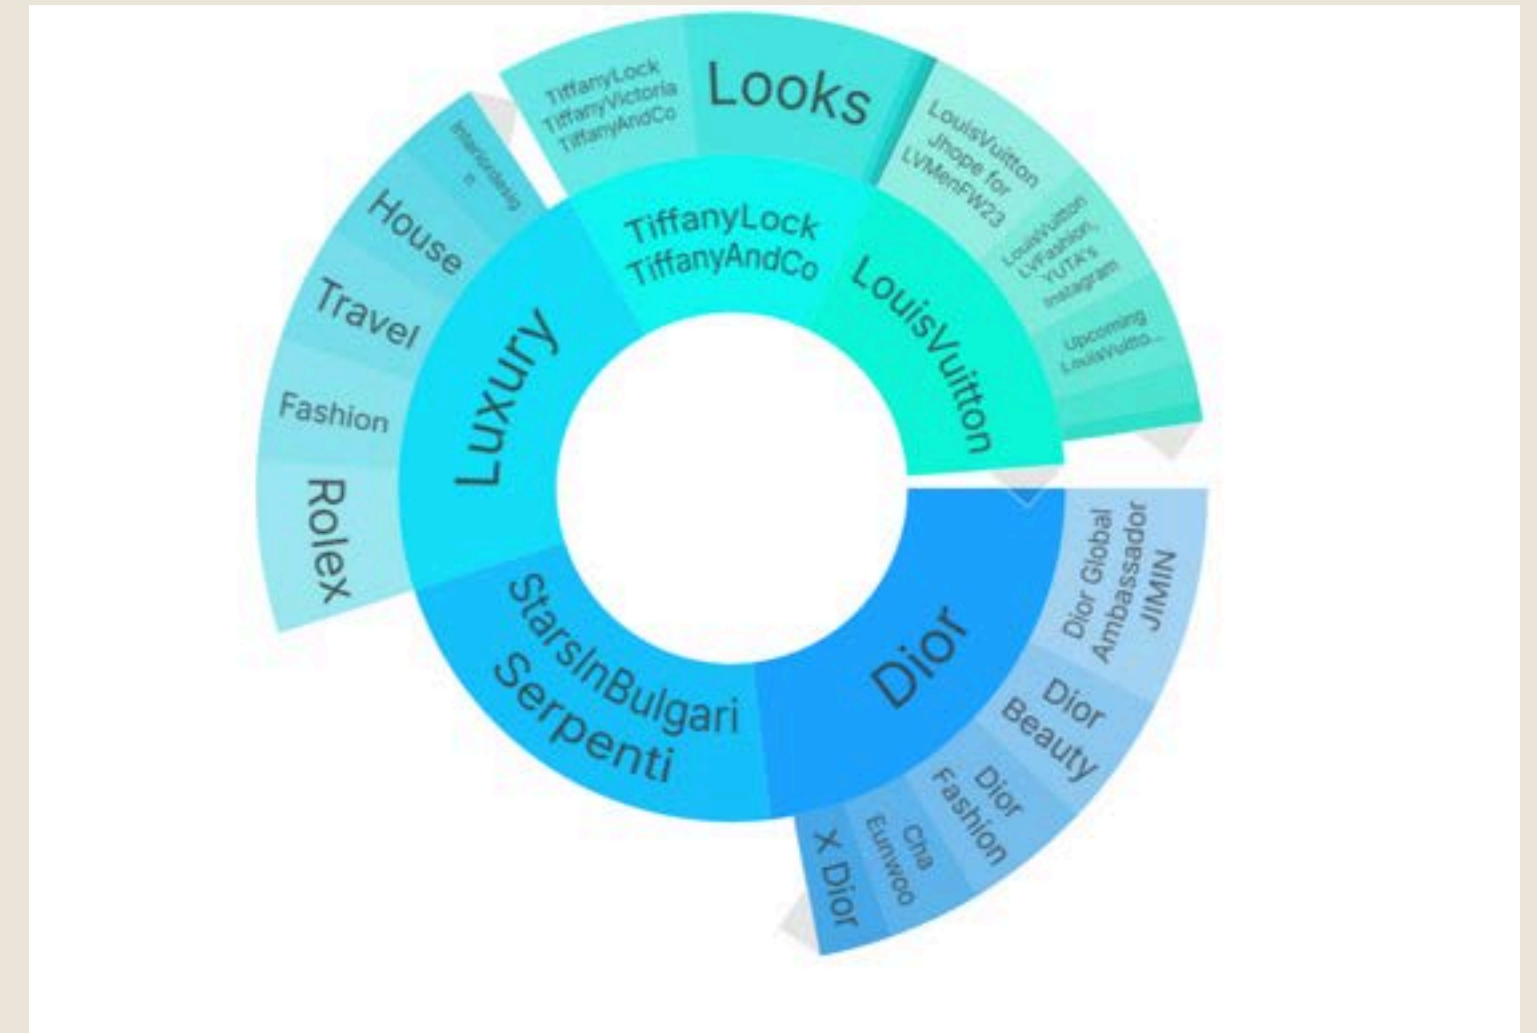 TiffanyLock
TiffanyVictoria
TiffanyAndCo
Looks
LouisVuitton
Jhope for
LVMenFW23
LouisVuitton
LVFashion,
YUTA's
Instagram
Upcoming
LouisVuitto...
Interiordesig
n
House
Travel
Fashion
Rolex
TiffanyLock
TiffanyAndCo
LouisVuitton
Luxury
StarsInBulgari
Serpenti
Dior
Dior Global
Ambassador
JIMIN
Dior
Beauty
Dior
Fashion
Cha
Eunwoo
X Dior